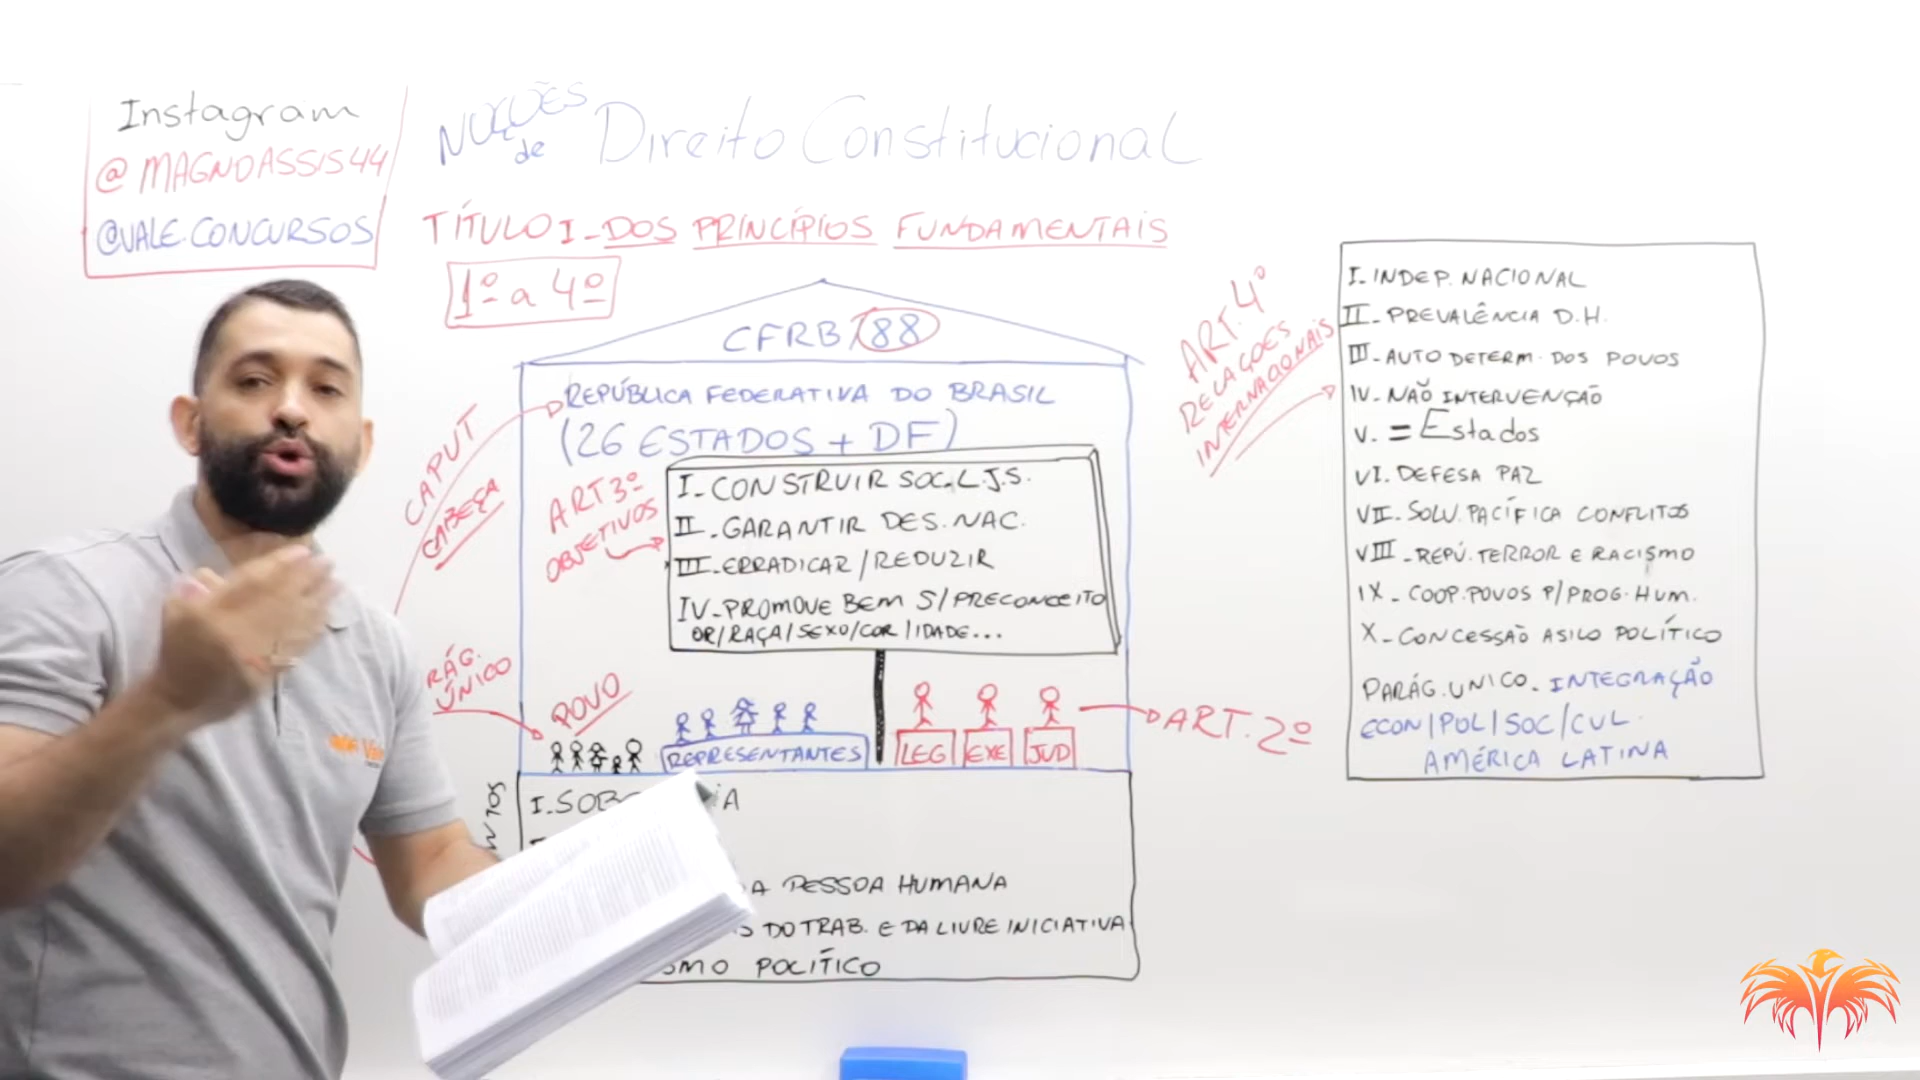 Instagram
@MAGNOASSIS44
@VALE.CONCURSOS
NOÇÕES
de
Direito Constitucional
TÍTULO I - DOS PRINCÍPIOS FUNDAMENTAIS
1º a 4º
CFRB/88
REPÚBLICA FEDERATIVA DO BRASIL
(26 ESTADOS + DF)
CAPUT
CABEÇA
ART 3º
OBJETIVOS
I-CONSTRUIR SOC.L.J.S.
II-GARANTIR DES.NAC.
III-ERRADICAR/REDUZIR
IV-PROMOVE BEM S/PRECONCEITO
OR/RAÇA/SEXO/COR/IDADE...
RÁG.
ÚNICO
POVO
REPRESENTANTES
LEG
EXE
JUD
ART.2º
NTOS
I.SOB
IA
A PESSOA HUMANA
S DO TRAB. E DA LIVRE INICIATIVA
SMO POLÍTICO
ART.4º
RELAÇÕES
INTERNACIONAIS
I-INDEP.NACIONAL
II-PREVALÊNCIA D.H.
III-AUTO DETERM. DOS POVOS
IV-NÃO INTERVENÇÃO
V. = Estados
VI.DEFESA PAZ
VII-SOLU.PACÍFICA CONFLITOS
VIII-REPÚ.TERROR E RACISMO
IX-COOP.POVOS P/PROG.HUM.
X-CONCESSÃO ASILO POLÍTICO
PARÁG.UNICO. INTEGRAÇÃO
ECON/POL/SOC/CUL.
AMÉRICA LATINA